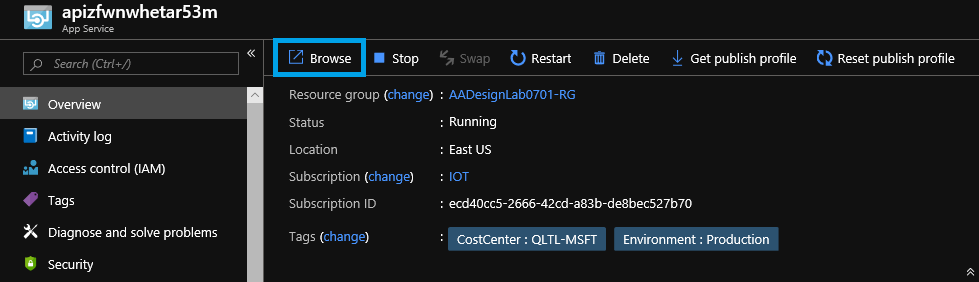 apizfwnwhetar53m
App Service
Search (Ctrl+/)
Overview
Activity log
Access control (IAM)
Tags
Diagnose and solve problems
Security
Browse Stop Swap Restart Delete Get publish profile Reset publish profile
Resource group (change) : AADesignLab0701-RG
Status : Running
Location : East US
Subscription (change) : IOT
Subscription ID : ecd40cc5-2666-42cd-a83b-de8bec527b70
Tags (change) : CostCenter : QLTL-MSFT Environment : Production